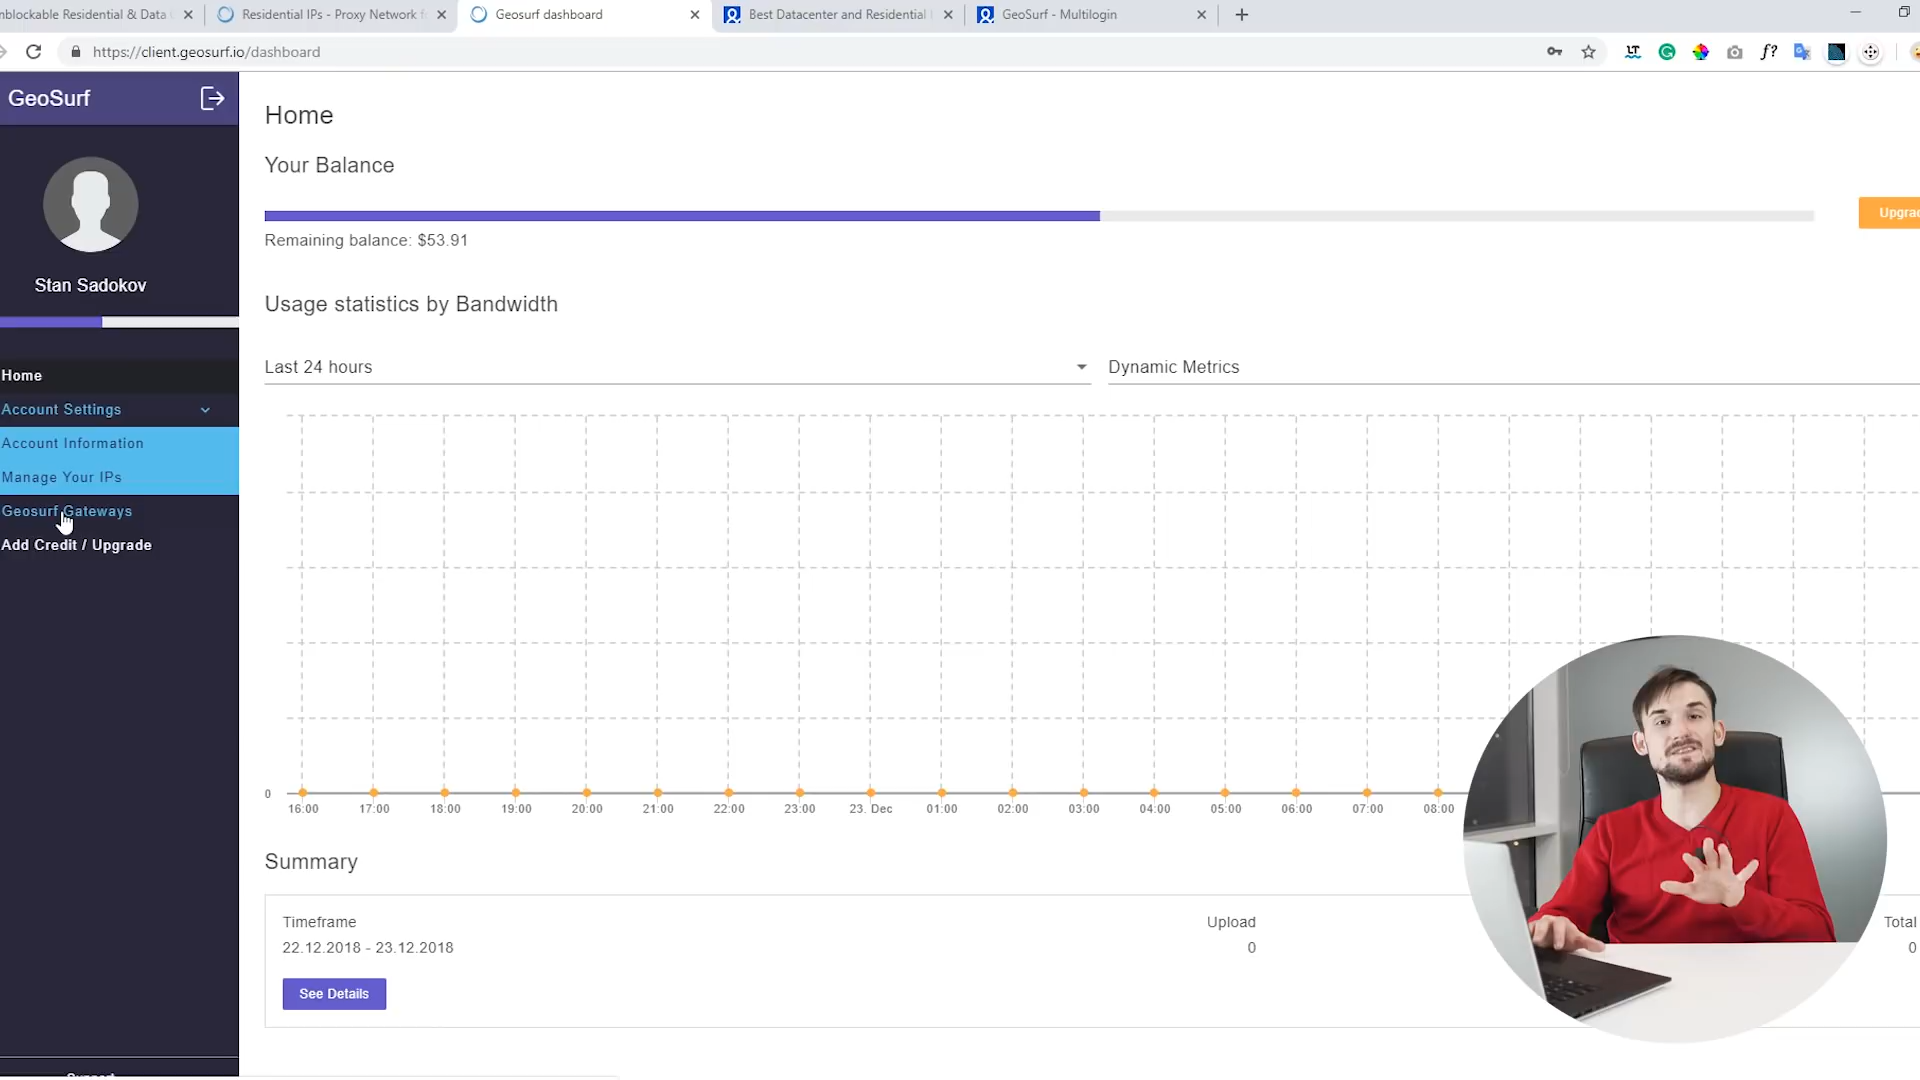 nblockable Residential & Data
Residential IPs - Proxy Network f
Geosurf dashboard
Best Datacenter and Residential
GeoSurf - Multilogin
https://client.geosurf.io/dashboard
GeoSurf
Stan Sadokov
Home
Account Settings
Account Information
Manage Your IPs
Geosurf Gateways
Add Credit / Upgrade
Home
Your Balance
Upgrad
Remaining balance: $53.91
Usage statistics by Bandwidth
Last 24 hours
Dynamic Metrics
0
16:00 17:00 18:00 19:00 20:00 21:00 22:00 23:00 23. Dec 01:00 02:00 03:00 04:00 05:00 06:00 07:00 08:00
Summary
Timeframe Upload Total
22.12.2018 - 23.12.2018 0 0
See Details
Support